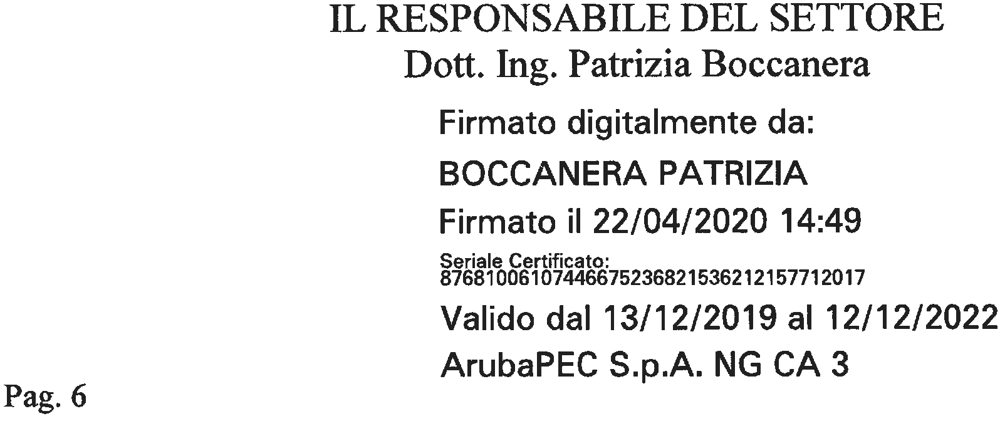 IL RESPONSABILE DEL SETTORE
Dott. Ing. Patrizia Boccanera
Firmato digitalmente da:
BOCCANERA PATRIZIA
Firmato il 22/04/2020 14:49
Seriale Certificato:
87681006107446675236821536212157712017
Valido dal 13/12/2019 al 12/12/2022
ArubaPEC S.p.A. NG CA 3
Pag. 6